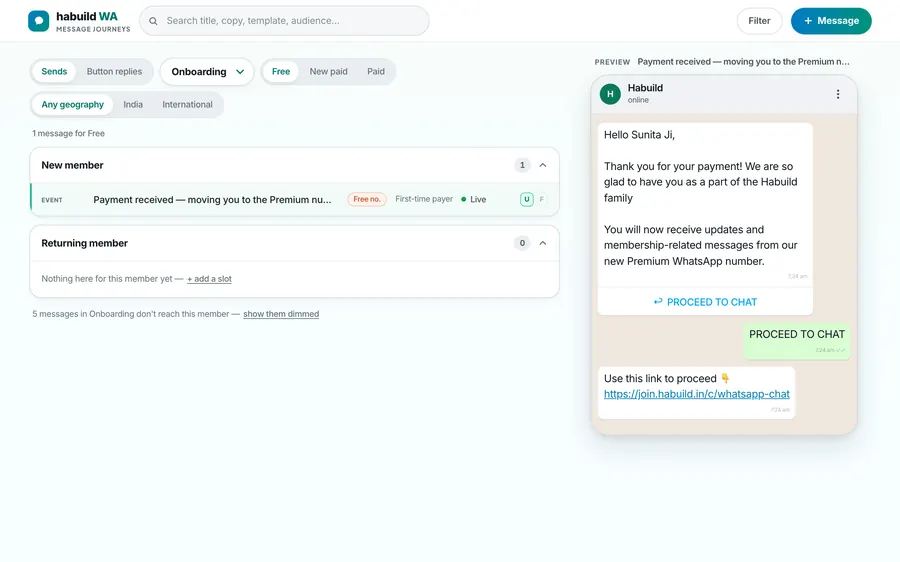 habuild WA
MESSAGE JOURNEYS
Search title, copy, template, audience...
Filter
+ Message
Sends
Button replies
Onboarding
Free
New paid
Paid
Any geography
India
International
1 message for Free
New member
1
EVENT
Payment received — moving you to the Premium nu...
Free no.
First-time payer
Live
U
F
Returning member
0
Nothing here for this member yet — + add a slot
5 messages in Onboarding don't reach this member — show them dimmed
PREVIEW Payment received — moving you to the Premium n...
H
Habuild
online
Hello Sunita Ji,
Thank you for your payment! We are so
glad to have you as a part of the Habuild
family
You will now receive updates and
membership-related messages from our
new Premium WhatsApp number.
7:24 am
PROCEED TO CHAT
PROCEED TO CHAT
7:24 am
Use this link to proceed 👇
https://join.habuild.in/c/whatsapp-chat
7:24 am